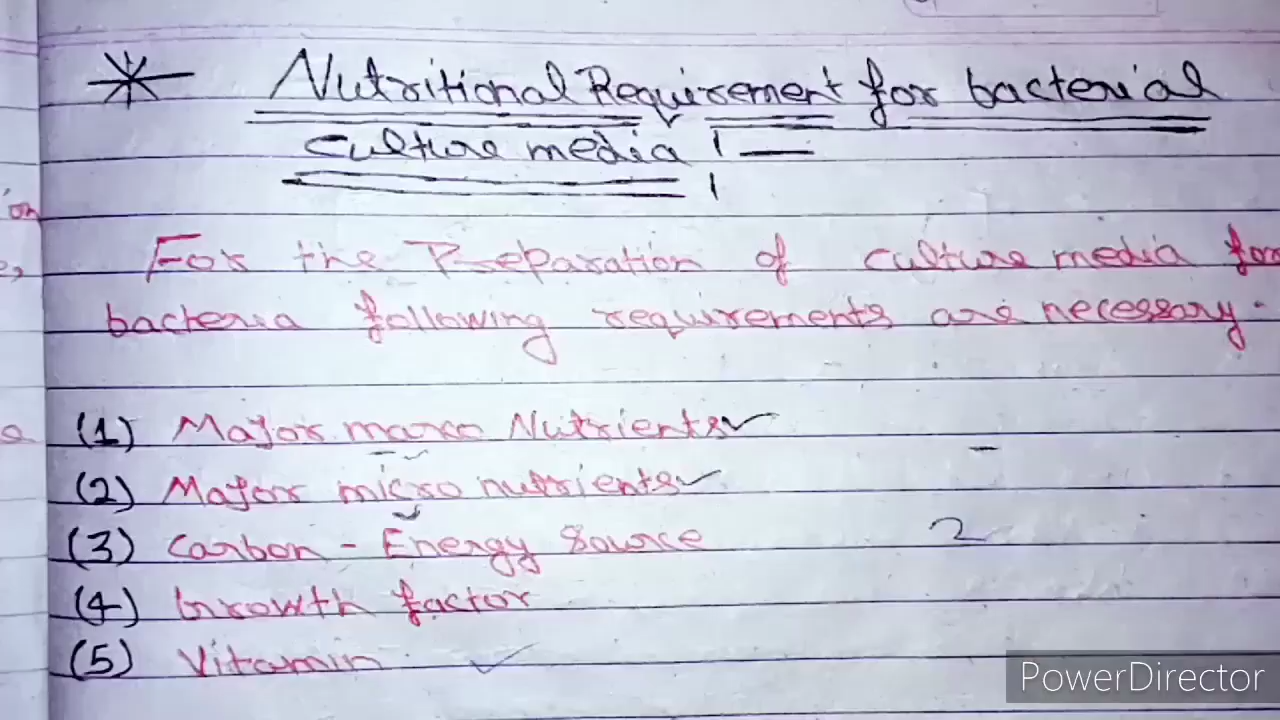 Nutritional Requirement for bacterial
culture media :-
For the Preparation of culture media for
bacteria following requirements are necessary.
(1) Major macro Nutrients
(2) Major micro nutrients
(3) Carbon - Energy source
(4) Growth factor
(5) Vitamin
2
PowerDirector